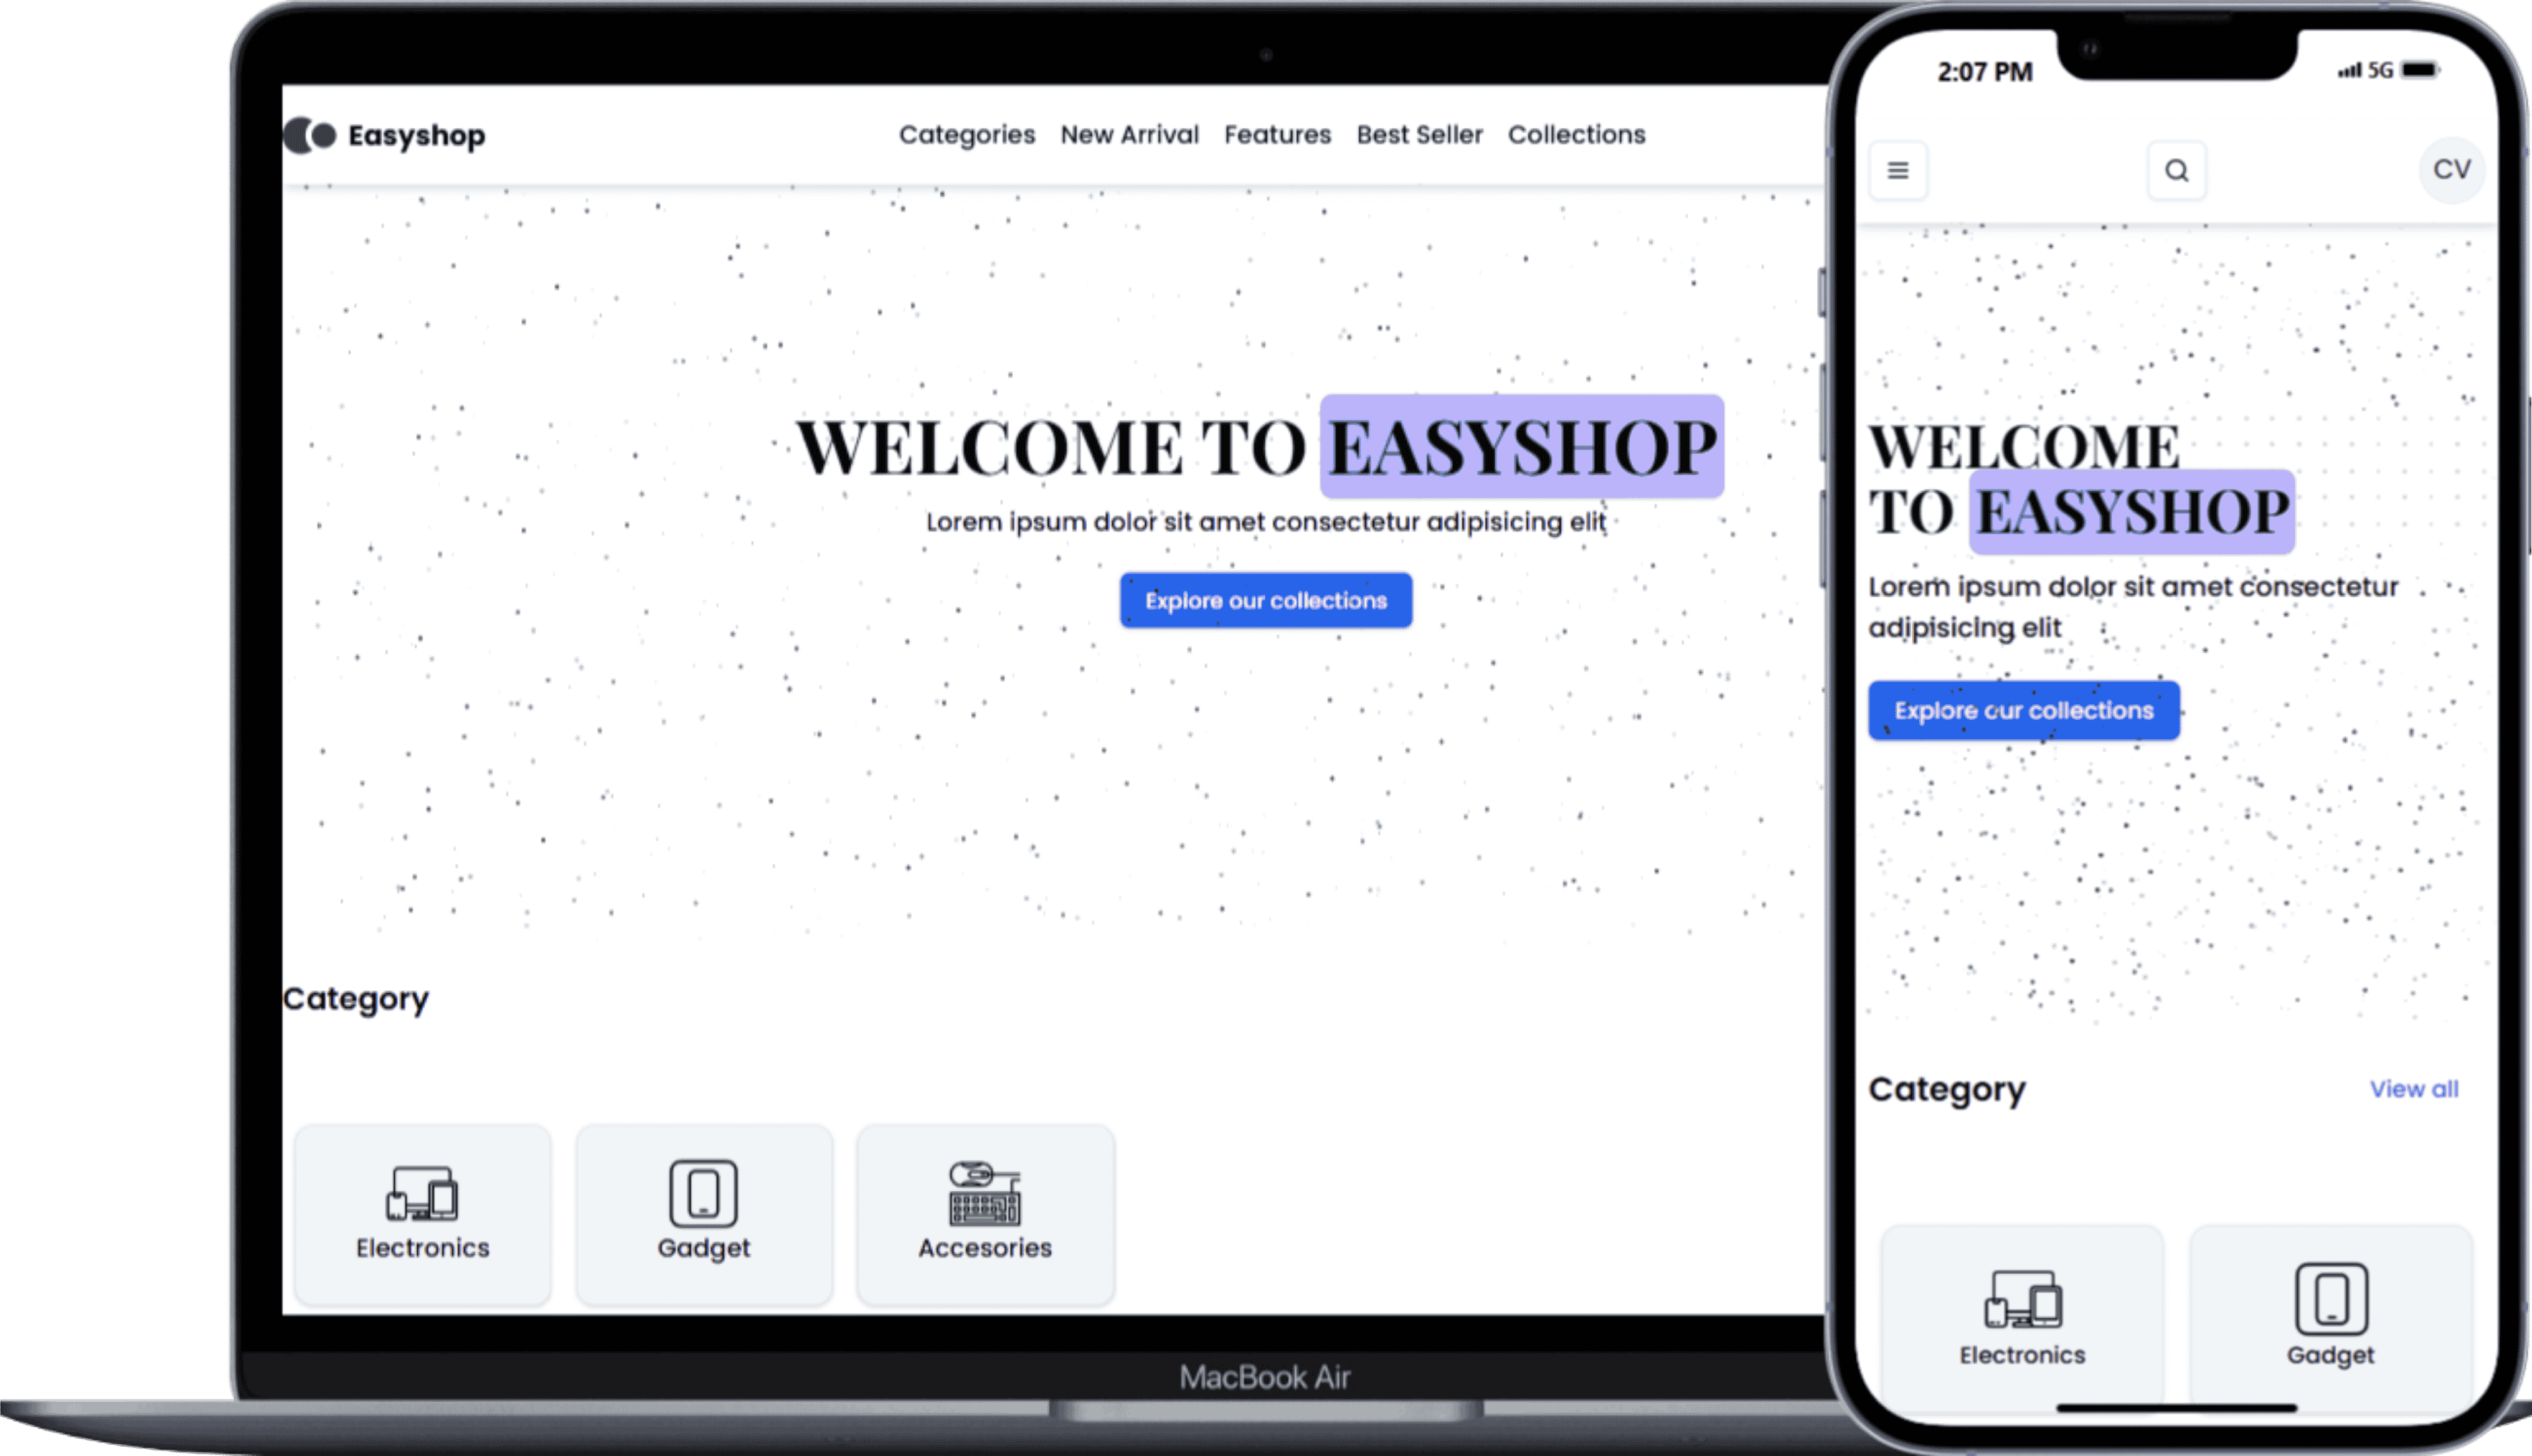 Easyshop
Categories New Arrival Features Best Seller Collections
WELCOME TO EASYSHOP
Lorem ipsum dolor sit amet consectetur adipisicing elit
Explore our collections
Category
Electronics
Gadget
Accesories
MacBook Air
2:07 PM
5G
CV
WELCOME
TO EASYSHOP
Lorem ipsum dolor sit amet consectetur
adipisicing elit
Explore our collections
Category
View all
Electronics
Gadget